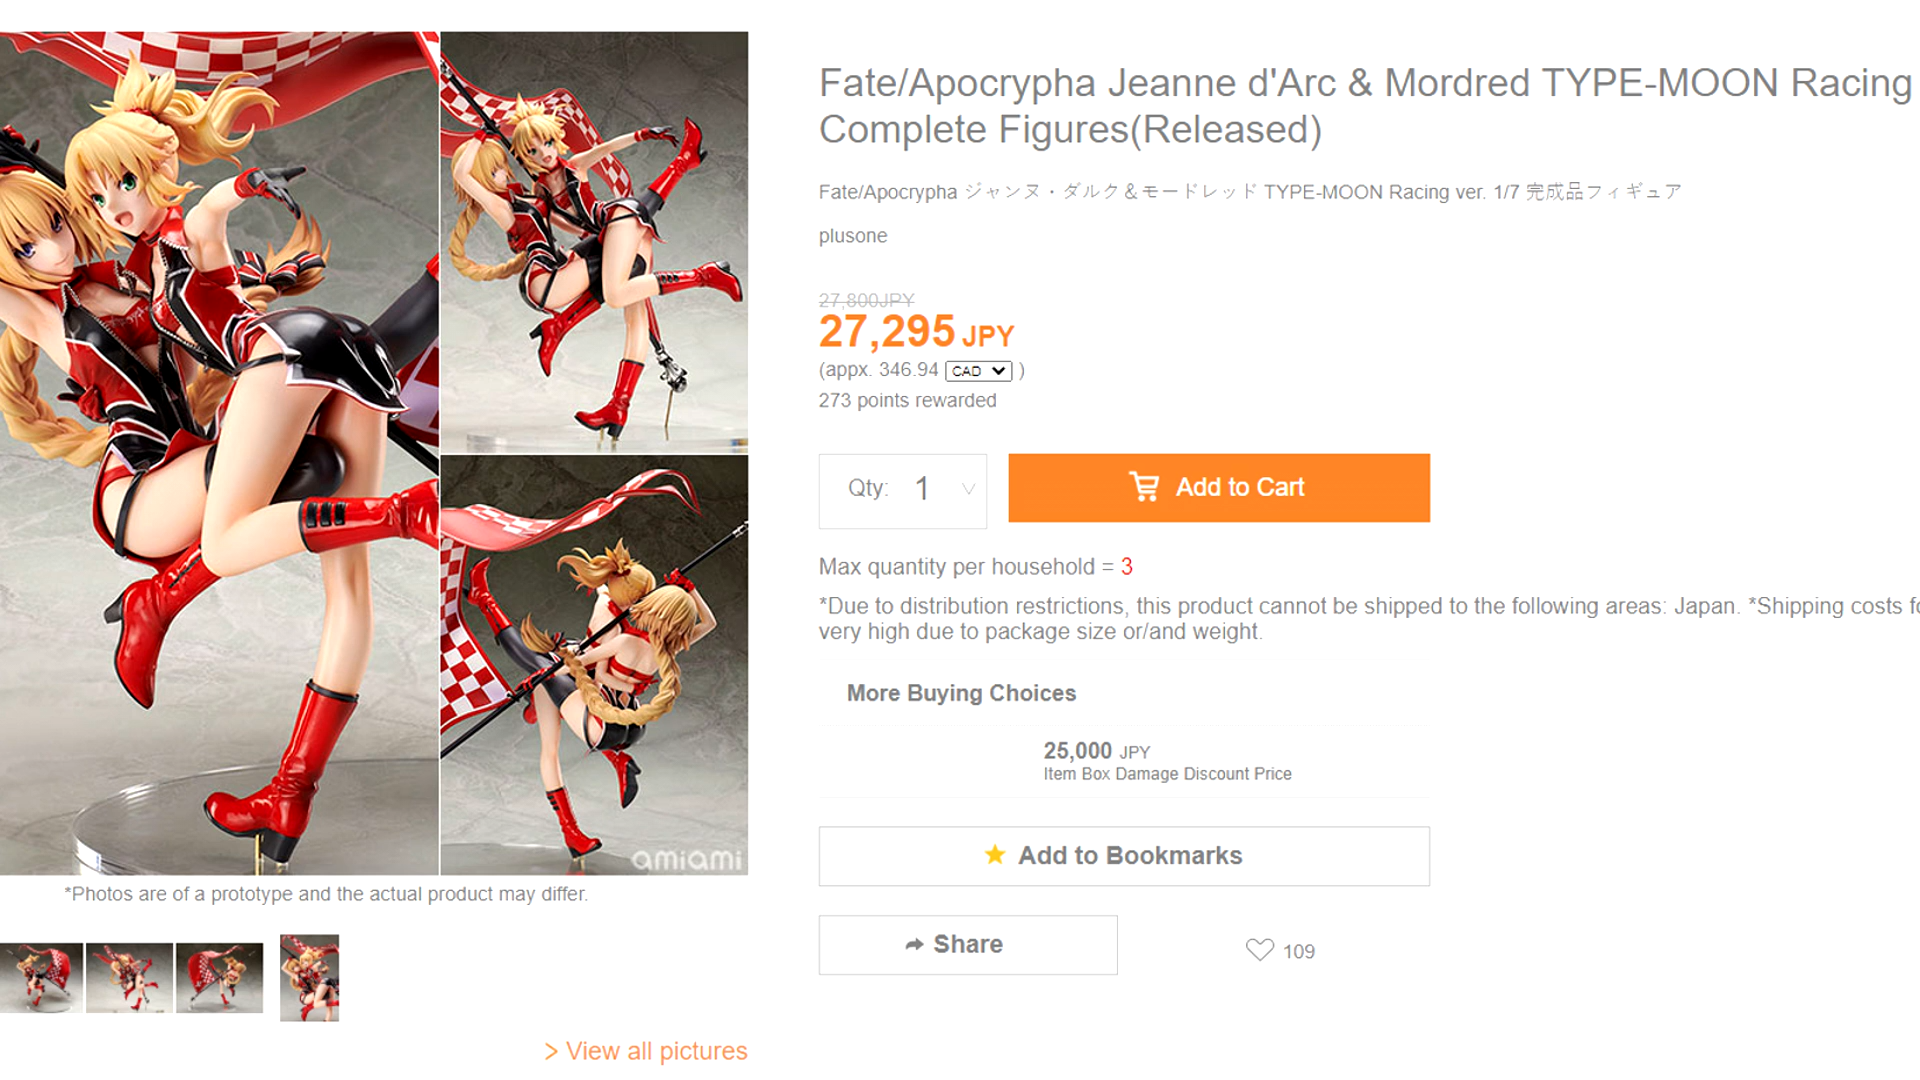 Fate/Apocrypha Jeanne d'Arc & Mordred TYPE-MOON Racing
Complete Figures(Released)
Fate/Apocrypha ジャンヌ・ダルク＆モードレッド TYPE-MOON Racing ver. 1/7 完成品フィギュア
plusone
27,800JPY
27,295 JPY
(appx. 346.94 CAD )
273 points rewarded
Qty: 1
Add to Cart
Max quantity per household = 3
*Due to distribution restrictions, this product cannot be shipped to the following areas: Japan. *Shipping costs
very high due to package size or/and weight.
More Buying Choices
25,000 JPY
Item Box Damage Discount Price
Add to Bookmarks
Share
109
amiami
*Photos are of a prototype and the actual product may differ.
> View all pictures